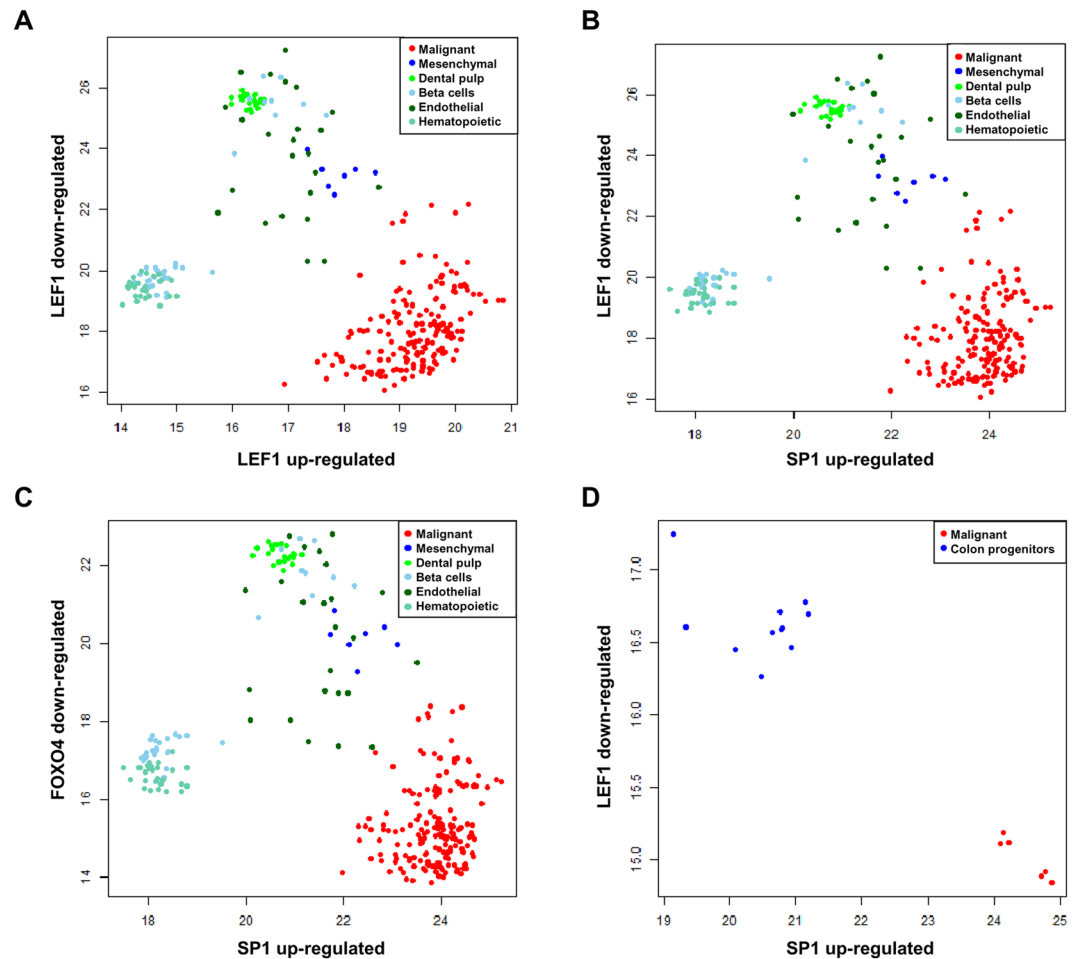 A
LEF1 down-regulated
26
24
22
20
18
16
14
15
16
17
18
19
20
21
LEF1 up-regulated
Malignant
Mesenchymal
Dental pulp
Beta cells
Endothelial
Hematopoietic
B
LEF1 down-regulated
26
24
22
20
18
16
18
20
22
24
SP1 up-regulated
Malignant
Mesenchymal
Dental pulp
Beta cells
Endothelial
Hematopoietic
C
FOXO4 down-regulated
22
20
18
16
14
18
20
22
24
SP1 up-regulated
Malignant
Mesenchymal
Dental pulp
Beta cells
Endothelial
Hematopoietic
D
LEF1 down-regulated
17.0
16.5
16.0
15.5
15.0
19
20
21
22
23
24
25
SP1 up-regulated
Malignant
Colon progenitors